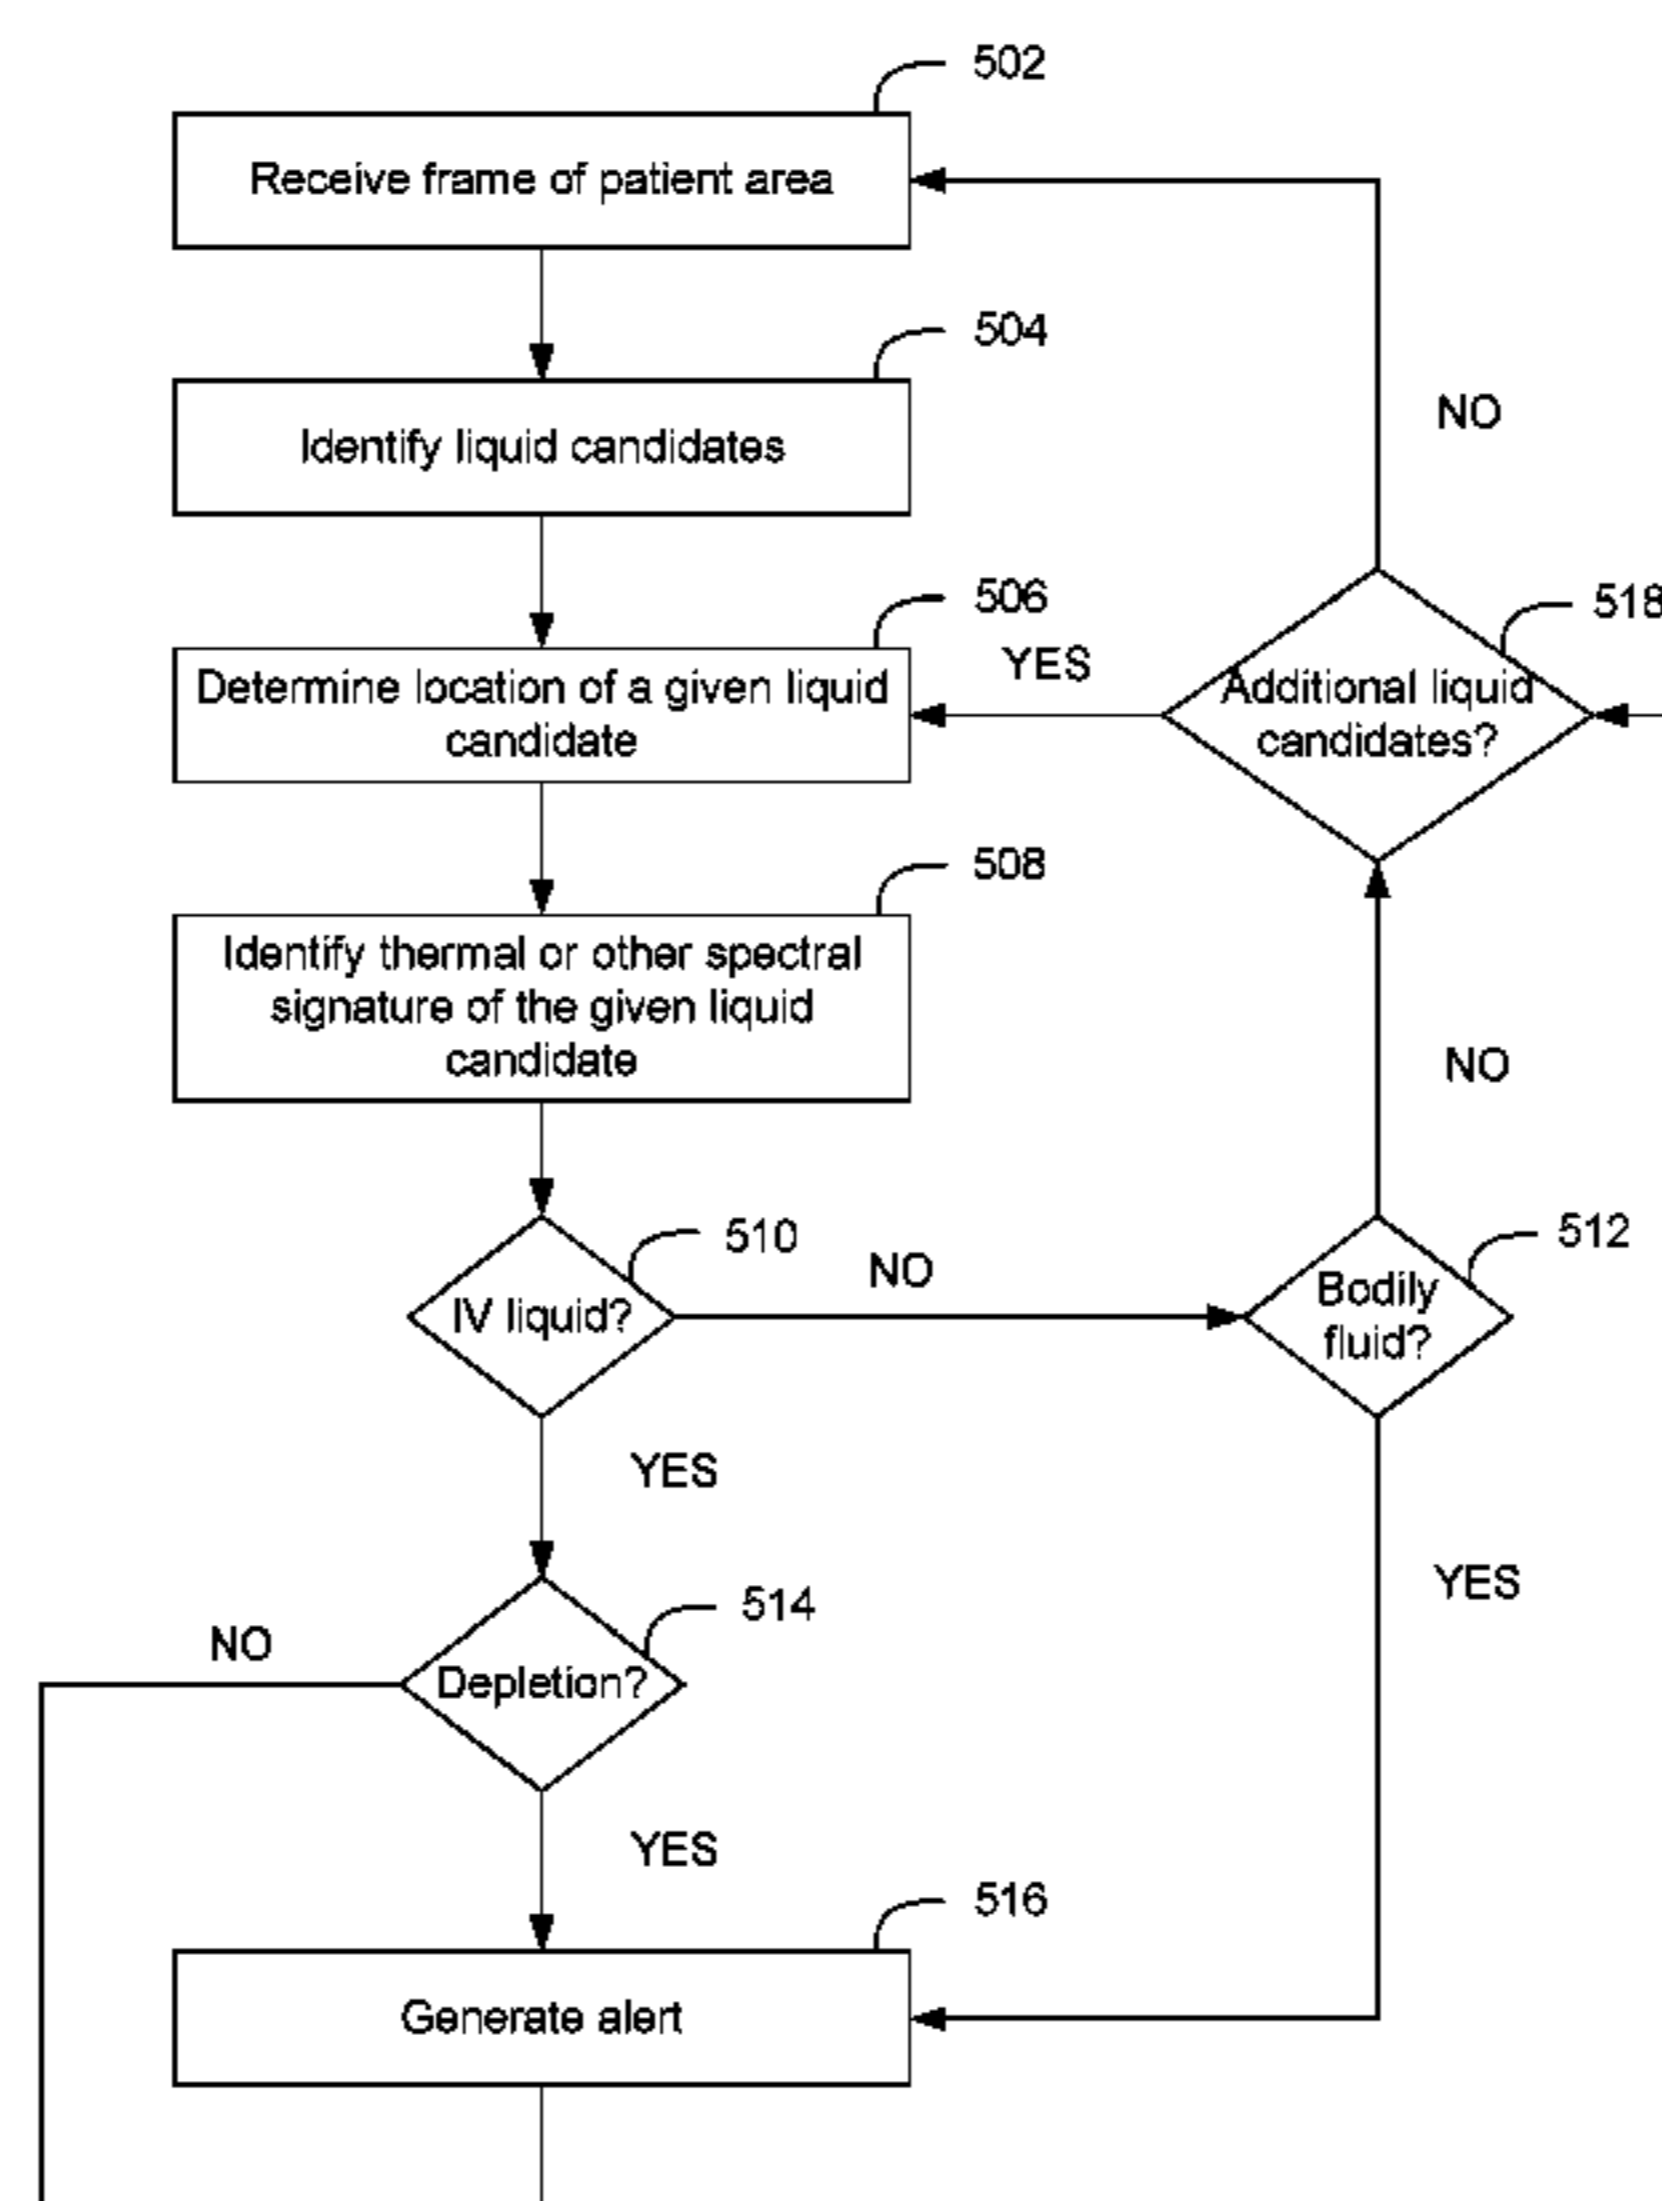 502
Receive frame of patient area
504
Identify liquid candidates
NO
506
Determine location of a given liquid
candidate
YES
518
Additional liquid
candidates?
508
Identify thermal or other spectral
signature of the given liquid
candidate
NO
510
IV liquid?
NO
512
Bodily
fluid?
YES
YES
514
Depletion?
NO
YES
516
Generate alert